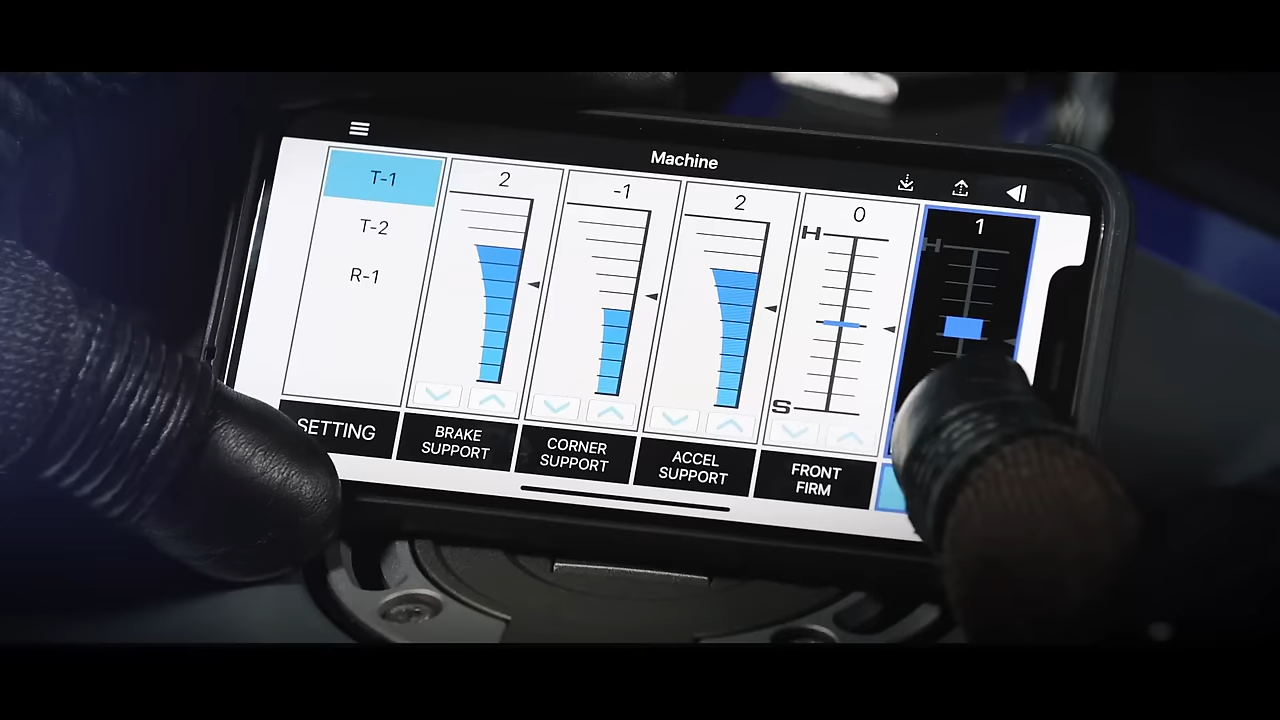 Machine
T-1
T-2
R-1
2
-1
2
0
1
H
H
S
SETTING
BRAKE
SUPPORT
CORNER
SUPPORT
ACCEL
SUPPORT
FRONT
FIRM